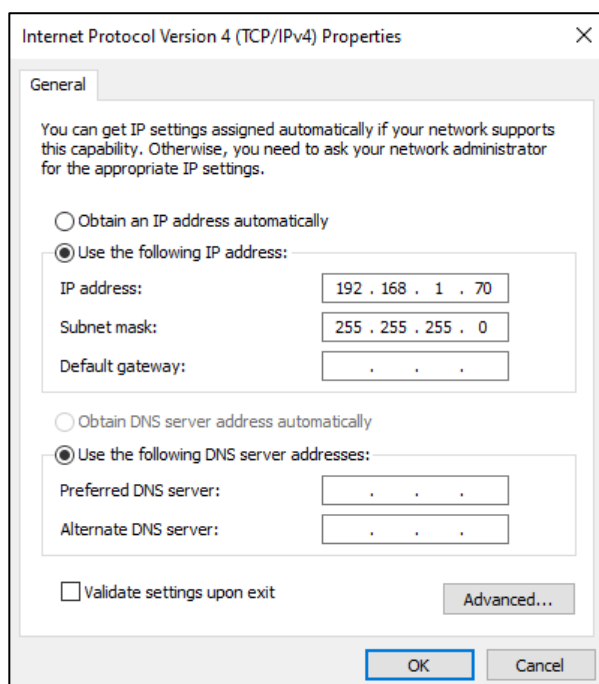 Internet Protocol Version 4 (TCP/IPv4) Properties
General
You can get IP settings assigned automatically if your network supports
this capability. Otherwise, you need to ask your network administrator
for the appropriate IP settings.
Obtain an IP address automatically
Use the following IP address:
IP address: 192 . 168 . 1 . 70
Subnet mask: 255 . 255 . 255 . 0
Default gateway: . . .
Obtain DNS server address automatically
Use the following DNS server addresses:
Preferred DNS server: . . .
Alternate DNS server: . . .
Validate settings upon exit
Advanced...
OK Cancel